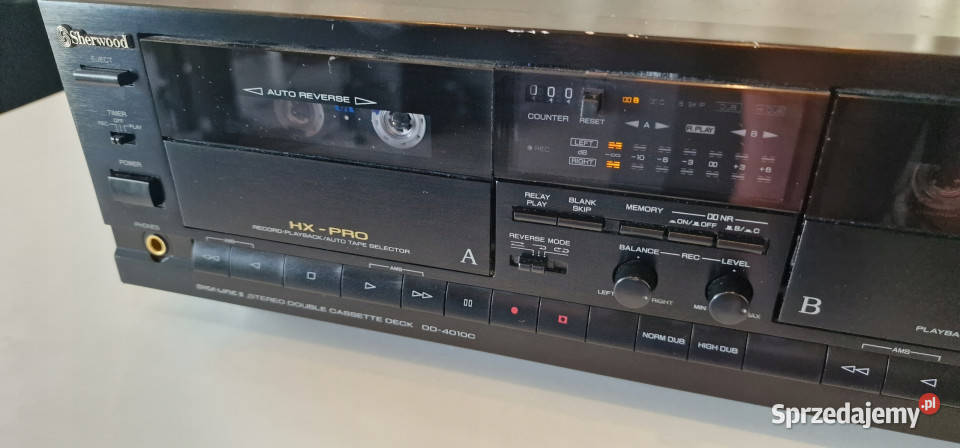 Sherwood
EJECT
TIMER
OFF
REC PLAY
POWER
PHONES
AUTO REVERSE
HX-PRO
RECORD-PLAYBACK/AUTO TAPE SELECTOR
A
000
COUNTER
RESET
B
A
R.PLAY
B
REC
LEFT
dB
RIGHT
-∞ -10 -6 -3 0 +3 +6
RELAY
PLAY
BLANK
SKIP
MEMORY
NR
ON/OFF
B/C
REVERSE MODE
BALANCE
REC
LEVEL
LEFT
RIGHT
MIN
MAX
B
PLAYBA
AMS
NORM DUB
HIGH DUB
AMS
STEREO DOUBLE CASSETTE DECK DD-4010C
Sprzedajemy.pl